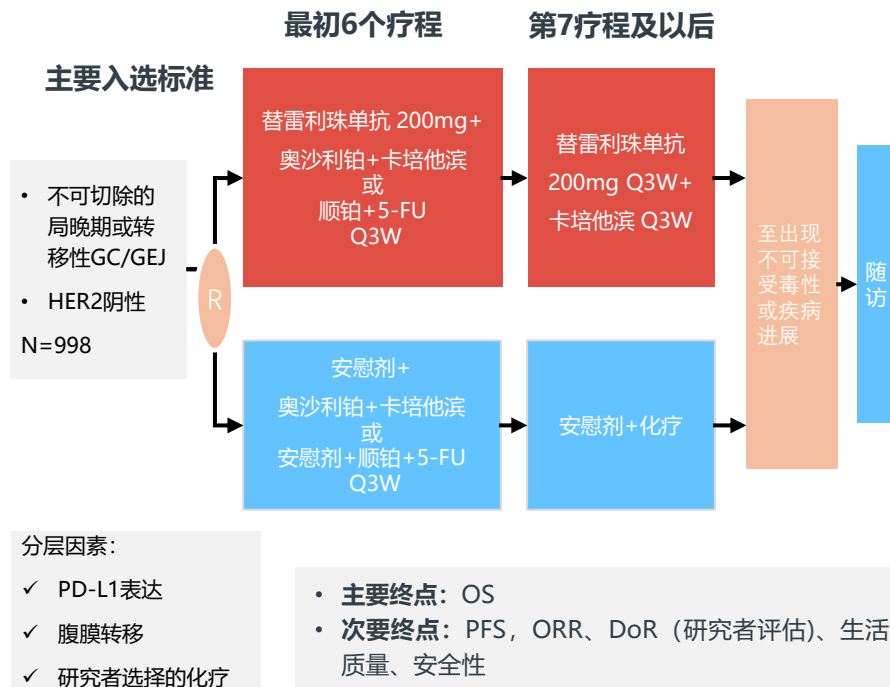 最初6个疗程
第7疗程及以后
主要入选标准
• 不可切除的
局晚期或转
移性GC/GEJ
• HER2阴性
N=998
R
替雷利珠单抗 200mg+
奥沙利铂+卡培他滨
或
顺铂+5-FU
Q3W
替雷利珠单抗
200mg Q3W+
卡培他滨 Q3W
安慰剂+
奥沙利铂+卡培他滨
或
安慰剂+顺铂+5-FU
Q3W
安慰剂+化疗
至出现
不可接
受毒性
或疾病
进展
随
访
分层因素：
✓ PD-L1表达
✓ 腹膜转移
✓ 研究者选择的化疗
• 主要终点：OS
• 次要终点：PFS，ORR、DoR（研究者评估)、生活
质量、安全性